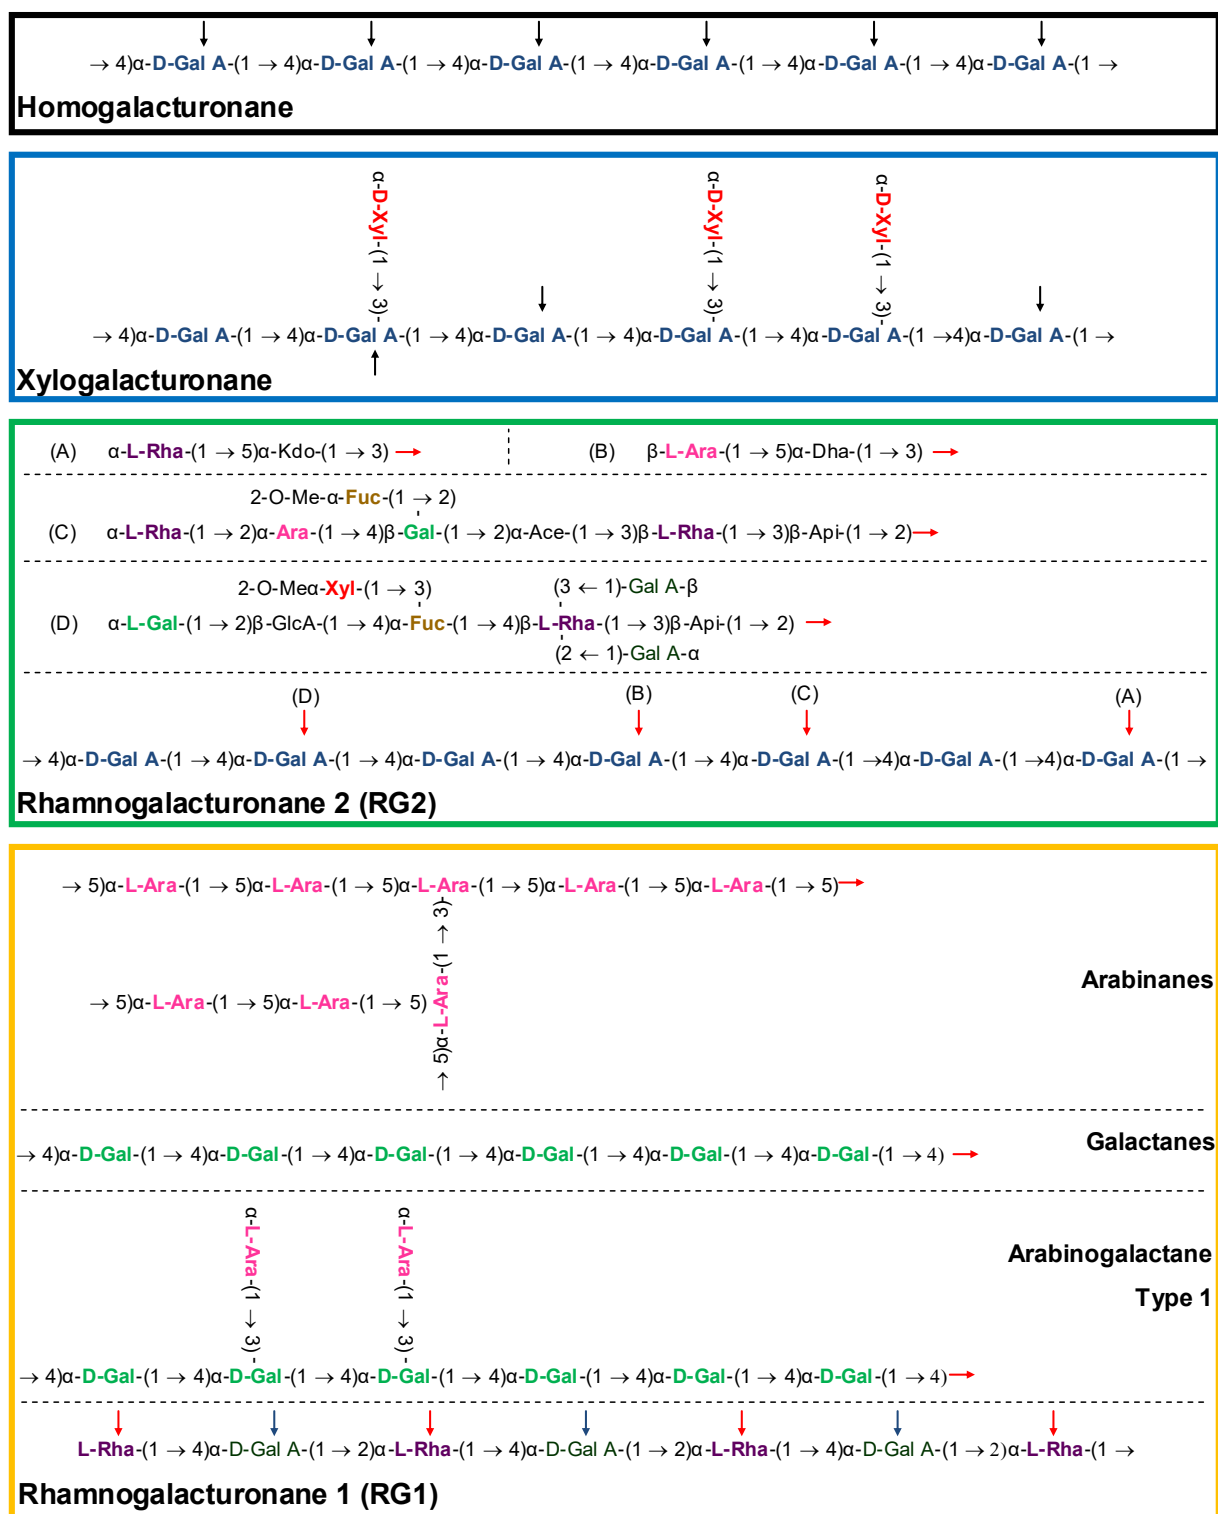 → 4)α-D-Gal A-(1 → 4)α-D-Gal A-(1 → 4)α-D-Gal A-(1 → 4)α-D-Gal A-(1 → 4)α-D-Gal A-(1 → 4)α-D-Gal A-(1 →
Homogalacturonane
α-D-Xyl-(1 → 3)-
α-D-Xyl-(1 → 3)-
α-D-Xyl-(1 → 3)-
→ 4)α-D-Gal A-(1 → 4)α-D-Gal A-(1 → 4)α-D-Gal A-(1 → 4)α-D-Gal A-(1 → 4)α-D-Gal A-(1 →4)α-D-Gal A-(1 →
Xylogalacturonane
(A) α-L-Rha-(1 → 5)α-Kdo-(1 → 3) →
(B) β-L-Ara-(1 → 5)α-Dha-(1 → 3) →
2-O-Me-α-Fuc-(1 → 2)
(C) α-L-Rha-(1 → 2)α-Ara-(1 → 4)β-Gal-(1 → 2)α-Ace-(1 → 3)β-L-Rha-(1 → 3)β-Api-(1 → 2)→
2-O-Meα-Xyl-(1 → 3) (3 ← 1)-Gal A-β
(D) α-L-Gal-(1 → 2)β-GlcA-(1 → 4)α-Fuc-(1 → 4)β-L-Rha-(1 → 3)β-Api-(1 → 2) →
(2 ← 1)-Gal A-α
(D) (B) (C) (A)
→ 4)α-D-Gal A-(1 → 4)α-D-Gal A-(1 → 4)α-D-Gal A-(1 → 4)α-D-Gal A-(1 → 4)α-D-Gal A-(1 →4)α-D-Gal A-(1 →4)α-D-Gal A-(1 →
Rhamnogalacturonane 2 (RG2)
→ 5)α-L-Ara-(1 → 5)α-L-Ara-(1 → 5)α-L-Ara-(1 → 5)α-L-Ara-(1 → 5)α-L-Ara-(1 → 5)→
→ 5)α-L-Ara-(1 → 3)
Arabinanes
→ 5)α-L-Ara-(1 → 5)α-L-Ara-(1 → 5)
Galactanes
→ 4)α-D-Gal-(1 → 4)α-D-Gal-(1 → 4)α-D-Gal-(1 → 4)α-D-Gal-(1 → 4)α-D-Gal-(1 → 4)α-D-Gal-(1 → 4) →
α-L-Ara-(1 → 3)-
α-L-Ara-(1 → 3)-
Arabinogalactane
Type 1
→ 4)α-D-Gal-(1 → 4)α-D-Gal-(1 → 4)α-D-Gal-(1 → 4)α-D-Gal-(1 → 4)α-D-Gal-(1 → 4)α-D-Gal-(1 → 4)→
L-Rha-(1 → 4)α-D-Gal A-(1 → 2)α-L-Rha-(1 → 4)α-D-Gal A-(1 → 2)α-L-Rha-(1 → 4)α-D-Gal A-(1 → 2)α-L-Rha-(1 →
Rhamnogalacturonane 1 (RG1)